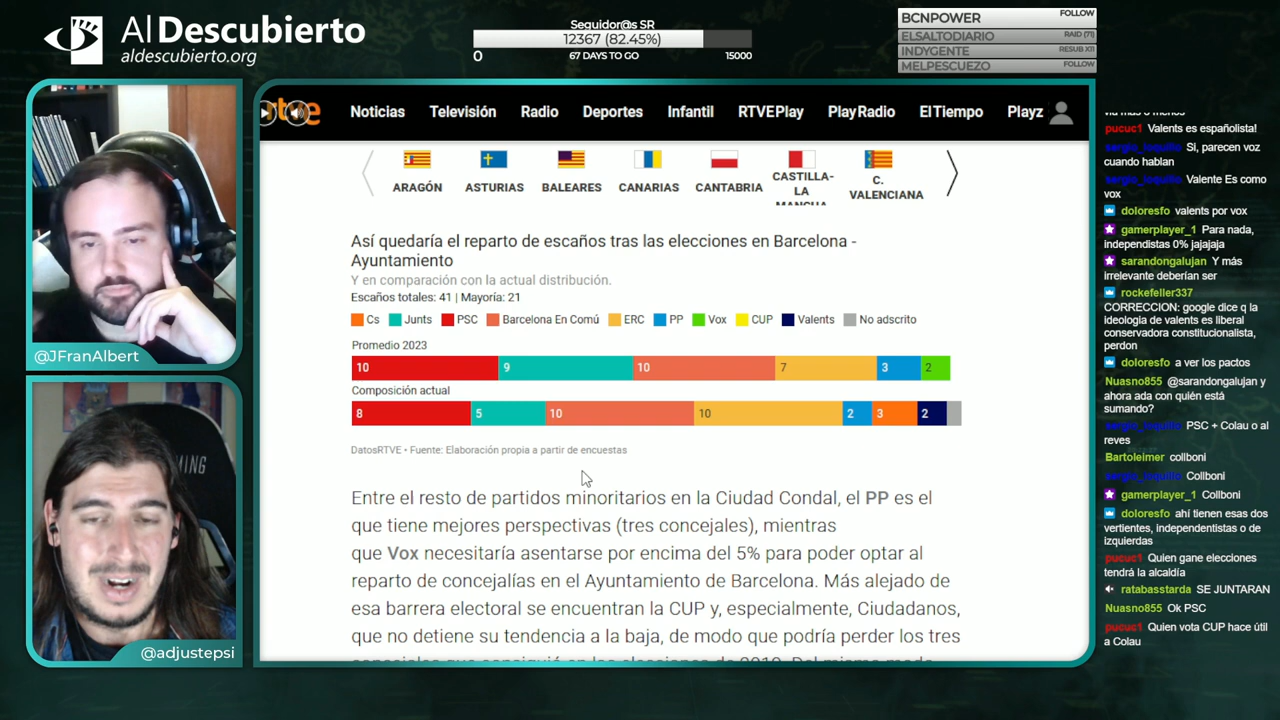 Al Descubierto
aldescubierto.org
Seguidor@s SR
12367 (82.45%)
0
67 DAYS TO GO
15000
BCNPOWER FOLLOW
ELSALTODIARIO RAID (71)
INDYGENTE RESUB X11
MELPESCUEZO FOLLOW
@JFranAlbert
@adjustepsi
rtve
Noticias Televisión Radio Deportes Infantil RTVEPlay PlayRadio ElTiempo Playz
ARAGÓN
ASTURIAS
BALEARES
CANARIAS
CANTABRIA
CASTILLA-
LA
MANCHA
C.
VALENCIANA
Así quedaría el reparto de escaños tras las elecciones en Barcelona -
Ayuntamiento
Y en comparación con la actual distribución.
Escaños totales: 41 | Mayoría: 21
Cs Junts PSC Barcelona En Comú ERC PP Vox CUP Valents No adscrito
Promedio 2023
10 9 10 7 3 2
Composición actual
8 5 10 10 2 3 2
DatosRTVE • Fuente: Elaboración propia a partir de encuestas
Entre el resto de partidos minoritarios en la Ciudad Condal, el PP es el
que tiene mejores perspectivas (tres concejales), mientras
que Vox necesitaría asentarse por encima del 5% para poder optar al
reparto de concejalías en el Ayuntamiento de Barcelona. Más alejado de
esa barrera electoral se encuentran la CUP y, especialmente, Ciudadanos,
que no detiene su tendencia a la baja, de modo que podría perder los tres
pucuc1 Valents es españolista!
sergio_loquillo SI, parecen voz
cuando hablan
sergio_loquillo Valente Es como
vox
doloresfo valents por vox
gamerplayer_1 Para nada,
independistas 0% jajajaja
sarandongalujan Y más
irrelevante deberían ser
rockefeller337
CORRECCION: google dice q la
ideologia de valents es liberal
conservadora constitucionalista,
perdon
doloresfo a ver los pactos
Nuasno855 @sarandongalujan y
ahora ada con quién está
sumando?
sergio_loquillo PSC + Colau o al
reves
Bartoleimer collboni
sergio_loquillo Collboni
gamerplayer_1 Collboni
doloresfo ahí tienen esas dos
vertientes, independentistas o de
izquierdas
pucuc1 Quien gane elecciones
tendrá la alcaldía
ratabasstarda SE JUNTARAN
Nuasno855 Ok PSC
pucuc1 Quien vota CUP hace útil
a Colau